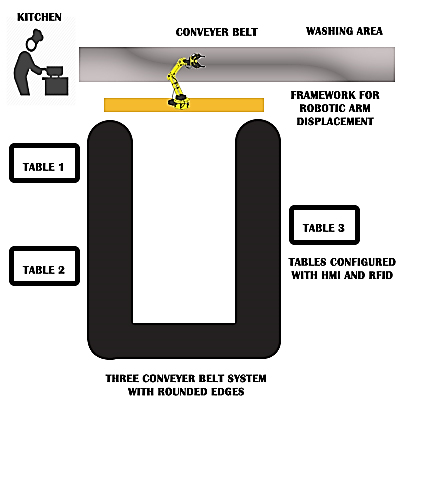 KITCHEN
CONVEYER BELT
WASHING AREA
FRAMEWORK FOR
ROBOTIC ARM
DISPLACEMENT
TABLE 1
TABLE 2
TABLE 3
TABLES CONFIGURED
WITH HMI AND RFID
THREE CONVEYER BELT SYSTEM
WITH ROUNDED EDGES